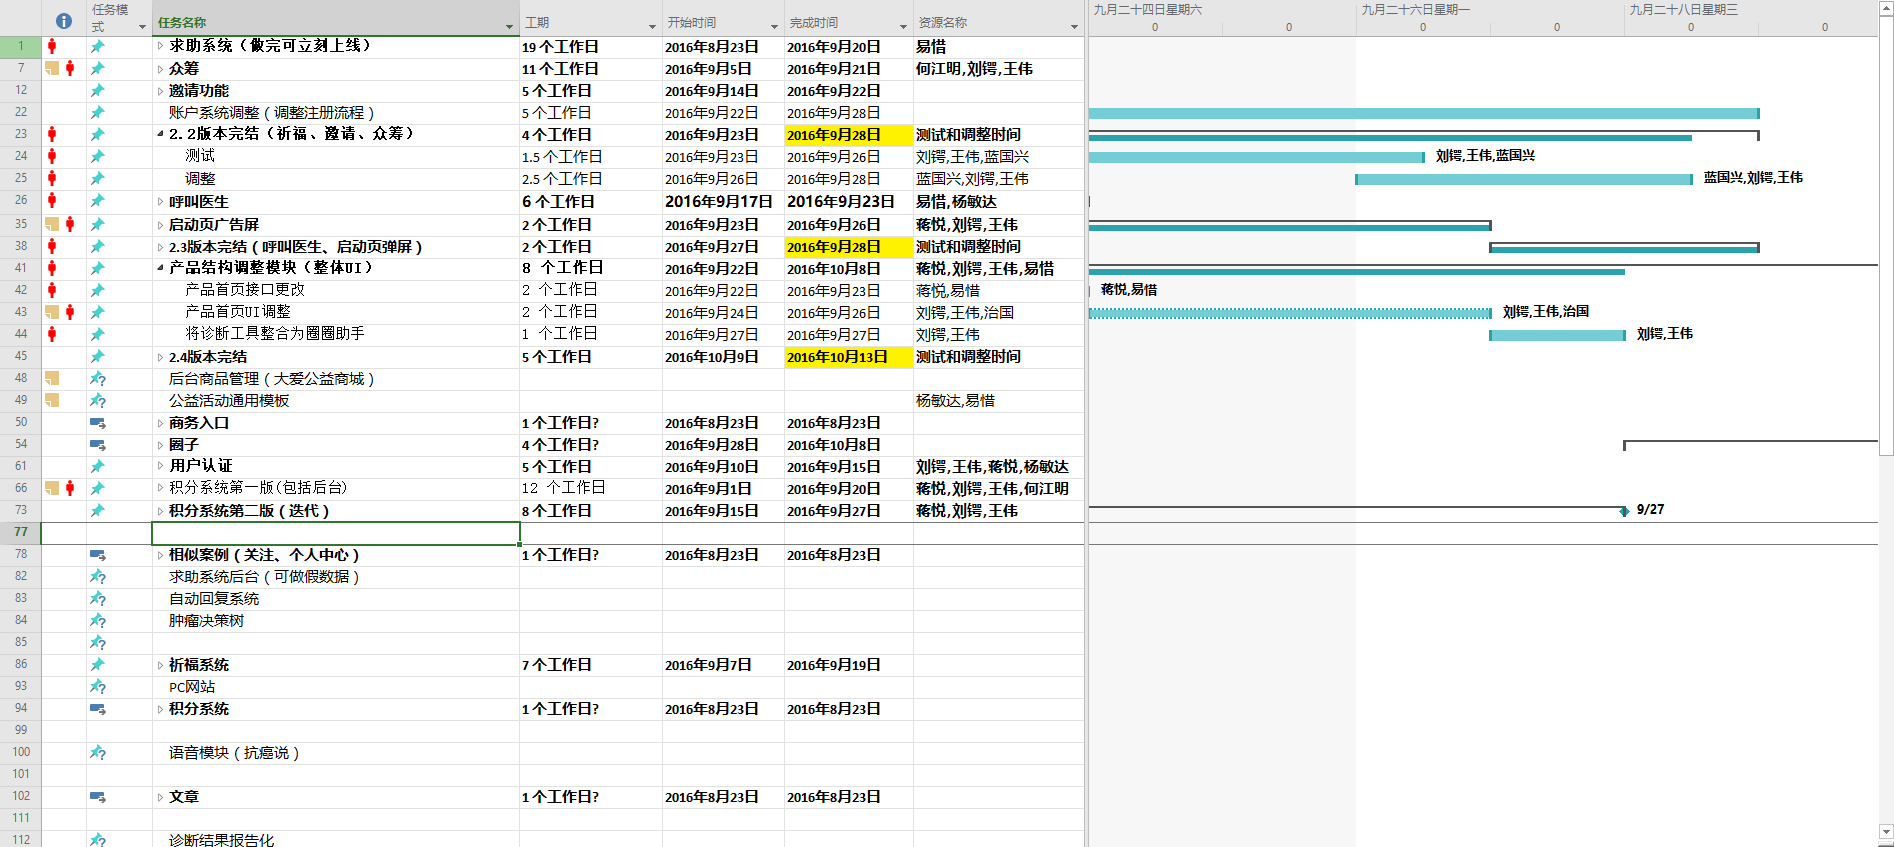 任务模式 任务名称 工期 开始时间 完成时间 资源名称 九月二十四日星期六 九月二十六日星期一 九月二十八日星期三
0 0 0 0 0 0
1 求助系统（做完可立刻上线） 19 个工作日 2016年8月23日 2016年9月20日 易惜
7 众筹 11 个工作日 2016年9月5日 2016年9月21日 何江明,刘锷,王伟
12 邀请功能 5 个工作日 2016年9月14日 2016年9月22日
22 账户系统调整（调整注册流程） 5 个工作日 2016年9月22日 2016年9月28日
23 2.2版本完结（祈福、邀请、众筹） 4 个工作日 2016年9月23日 2016年9月28日 测试和调整时间
24 测试 1.5 个工作日 2016年9月23日 2016年9月26日 刘锷,王伟,蓝国兴 刘锷,王伟,蓝国兴
25 调整 2.5 个工作日 2016年9月26日 2016年9月28日 蓝国兴,刘锷,王伟 蓝国兴,刘锷,王伟
26 呼叫医生 6 个工作日 2016年9月17日 2016年9月23日 易惜,杨敏达
35 启动页广告屏 2 个工作日 2016年9月23日 2016年9月26日 蒋悦,刘锷,王伟
38 2.3版本完结（呼叫医生、启动页弹屏） 2 个工作日 2016年9月27日 2016年9月28日 测试和调整时间
41 产品结构调整模块（整体UI） 8 个工作日 2016年9月22日 2016年10月8日 蒋悦,刘锷,王伟,易惜
42 产品首页接口更改 2 个工作日 2016年9月22日 2016年9月23日 蒋悦,易惜 蒋悦,易惜
43 产品首页UI调整 2 个工作日 2016年9月24日 2016年9月26日 刘锷,王伟,治国 刘锷,王伟,治国
44 将诊断工具整合为圈圈助手 1 个工作日 2016年9月27日 2016年9月27日 刘锷,王伟 刘锷,王伟
45 2.4版本完结 5 个工作日 2016年10月9日 2016年10月13日 测试和调整时间
48 后台商品管理（大爱公益商城）
49 公益活动通用模板 杨敏达,易惜
50 商务入口 1 个工作日? 2016年8月23日 2016年8月23日
54 圈子 4 个工作日? 2016年9月28日 2016年10月8日
61 用户认证 5 个工作日 2016年9月10日 2016年9月15日 刘锷,王伟,蒋悦,杨敏达
66 积分系统第一版(包括后台) 12 个工作日 2016年9月1日 2016年9月20日 蒋悦,刘锷,王伟,何江明
73 积分系统第二版（迭代） 8 个工作日 2016年9月15日 2016年9月27日 蒋悦,刘锷,王伟 9/27
77
78 相似案例（关注、个人中心） 1 个工作日? 2016年8月23日 2016年8月23日
82 求助系统后台（可做假数据）
83 自动回复系统
84 肿瘤决策树
85
86 祈福系统 7 个工作日 2016年9月7日 2016年9月19日
93 PC网站
94 积分系统 1 个工作日? 2016年8月23日 2016年8月23日
99
100 语音模块（抗癌说）
101
102 文章 1 个工作日? 2016年8月23日 2016年8月23日
111
112 诊断结果报告化